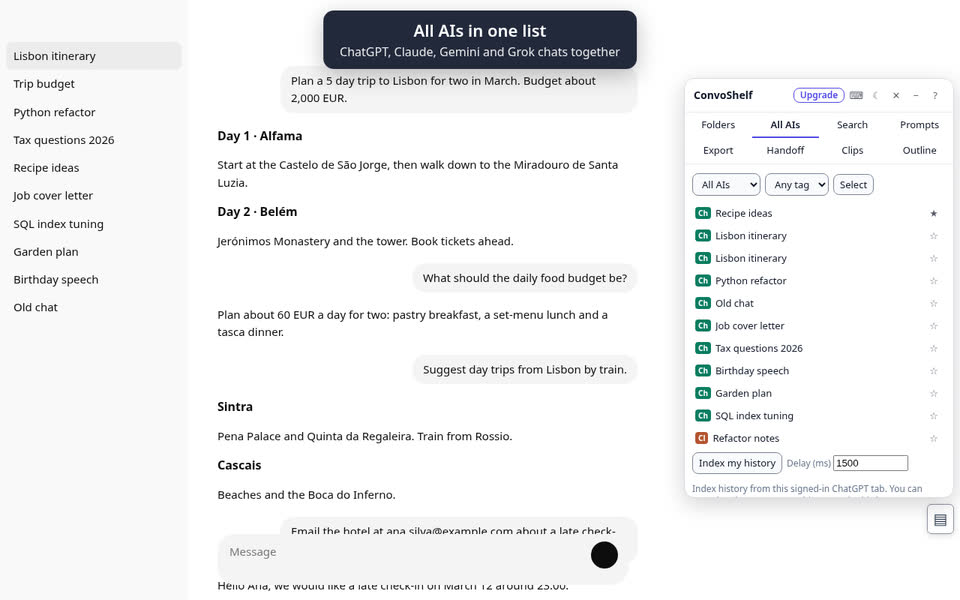 All AIs in one list
ChatGPT, Claude, Gemini and Grok chats together
Lisbon itinerary
Trip budget
Python refactor
Tax questions 2026
Recipe ideas
Job cover letter
SQL index tuning
Garden plan
Birthday speech
Old chat
Plan a 5 day trip to Lisbon for two in March. Budget about
2,000 EUR.
Day 1 · Alfama
Start at the Castelo de São Jorge, then walk down to the Miradouro de Santa
Luzia.
Day 2 · Belém
Jerónimos Monastery and the tower. Book tickets ahead.
What should the daily food budget be?
Plan about 60 EUR a day for two: pastry breakfast, a set-menu lunch and a
tasca dinner.
Suggest day trips from Lisbon by train.
Sintra
Pena Palace and Quinta da Regaleira. Train from Rossio.
Cascais
Beaches and the Boca do Inferno.
Email the hotel at ana.silva@example.com about a late check-
Message
Hello Ana, we would like a late check-in on March 12 around 23:00.
ConvoShelf
Upgrade
?
Folders All AIs Search Prompts
Export Handoff Clips Outline
All AIs Any tag Select
Ch Recipe ideas ★
Ch Lisbon itinerary ☆
Ch Lisbon itinerary ☆
Ch Python refactor ☆
Ch Old chat ☆
Ch Job cover letter ☆
Ch Tax questions 2026 ☆
Ch Birthday speech ☆
Ch Garden plan ☆
Ch SQL index tuning ☆
Cl Refactor notes ☆
Index my history Delay (ms) 1500
Index history from this signed-in ChatGPT tab. You can